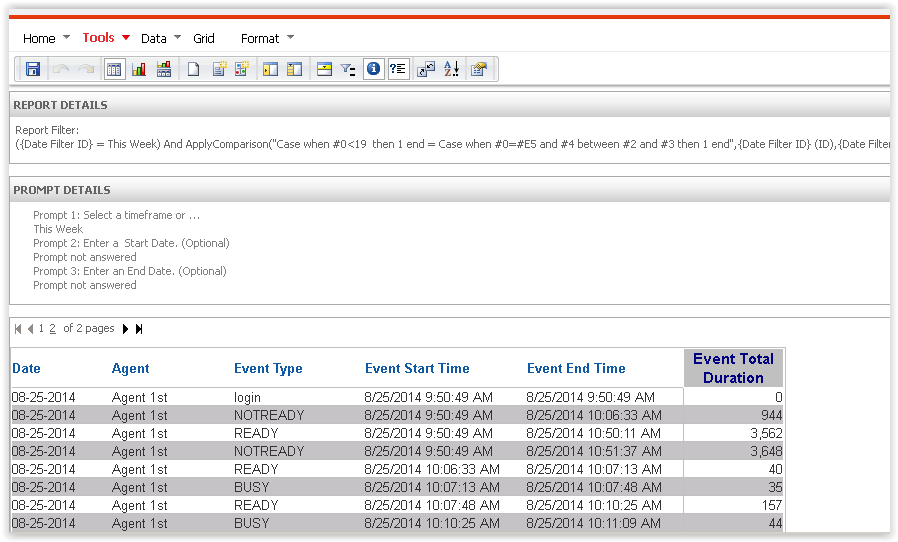 Home Tools Data Grid Format
REPORT DETAILS
Report Filter:
({Date Filter ID} = This Week) And ApplyComparison("Case when #0<19  then 1 end = Case when #0=#E5 and #4 between #2 and #3 then 1 end",{Date Filter ID} (ID),{Date Filter
PROMPT DETAILS
Prompt 1: Select a timeframe or ...
This Week
Prompt 2: Enter a  Start Date. (Optional)
Prompt not answered
Prompt 3: Enter an End Date. (Optional)
Prompt not answered
1 2 of 2 pages
Date Agent Event Type Event Start Time Event End Time Event Total Duration
08-25-2014 Agent 1st login 8/25/2014 9:50:49 AM 8/25/2014 9:50:49 AM 0
08-25-2014 Agent 1st NOTREADY 8/25/2014 9:50:49 AM 8/25/2014 10:06:33 AM 944
08-25-2014 Agent 1st READY 8/25/2014 9:50:49 AM 8/25/2014 10:50:11 AM 3,562
08-25-2014 Agent 1st NOTREADY 8/25/2014 9:50:49 AM 8/25/2014 10:51:37 AM 3,648
08-25-2014 Agent 1st READY 8/25/2014 10:06:33 AM 8/25/2014 10:07:13 AM 40
08-25-2014 Agent 1st BUSY 8/25/2014 10:07:13 AM 8/25/2014 10:07:48 AM 35
08-25-2014 Agent 1st READY 8/25/2014 10:07:48 AM 8/25/2014 10:10:25 AM 157
08-25-2014 Agent 1st BUSY 8/25/2014 10:10:25 AM 8/25/2014 10:11:09 AM 44